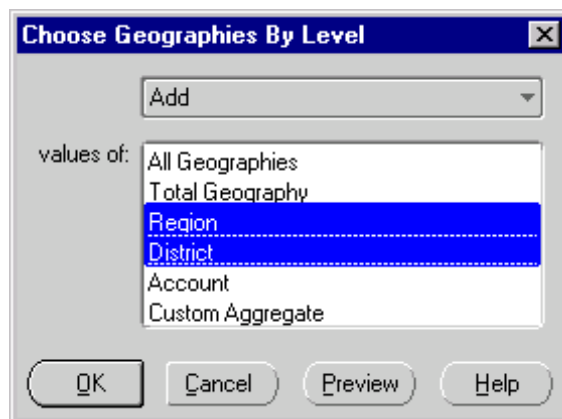 Choose Geographies By Level
Add
values of:
All Geographies
Total Geography
Region
District
Account
Custom Aggregate
OK Cancel Preview Help